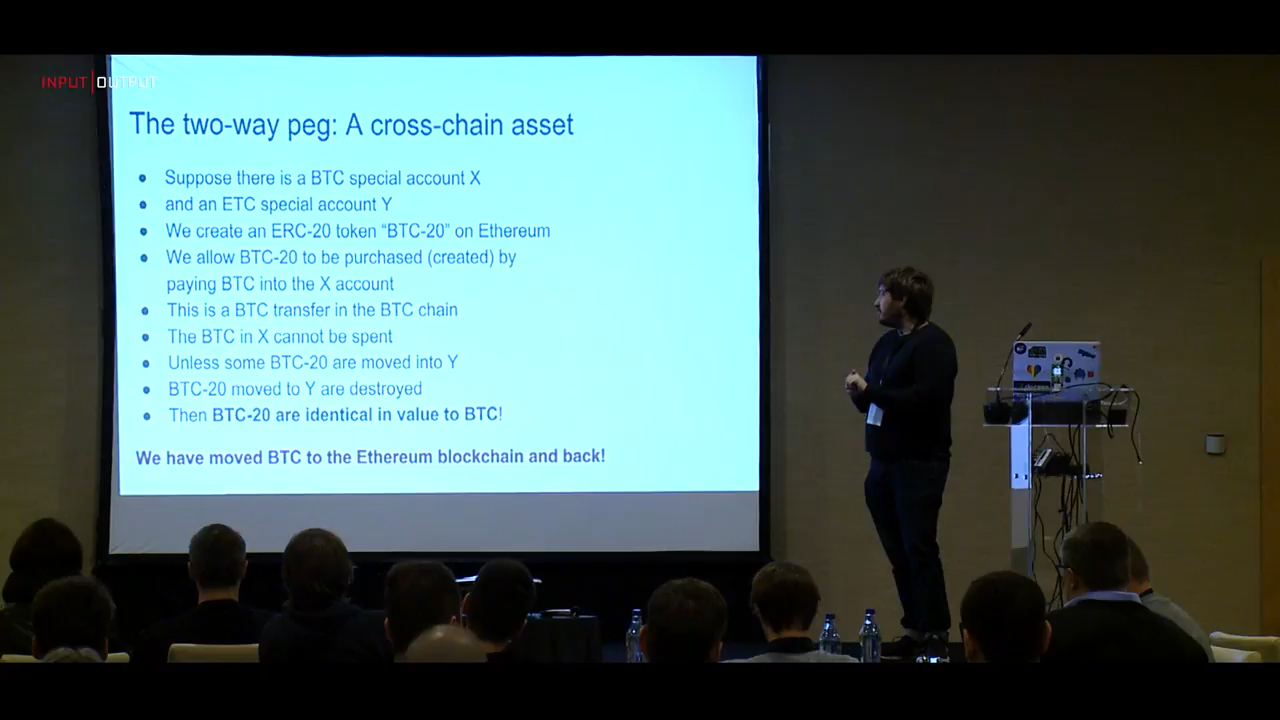 INPUT|OUTPUT
The two-way peg: A cross-chain asset
• Suppose there is a BTC special account X
• and an ETC special account Y
• We create an ERC-20 token “BTC-20” on Ethereum
• We allow BTC-20 to be purchased (created) by
paying BTC into the X account
• This is a BTC transfer in the BTC chain
• The BTC in X cannot be spent
• Unless some BTC-20 are moved into Y
• BTC-20 moved to Y are destroyed
• Then BTC-20 are identical in value to BTC!
We have moved BTC to the Ethereum blockchain and back!